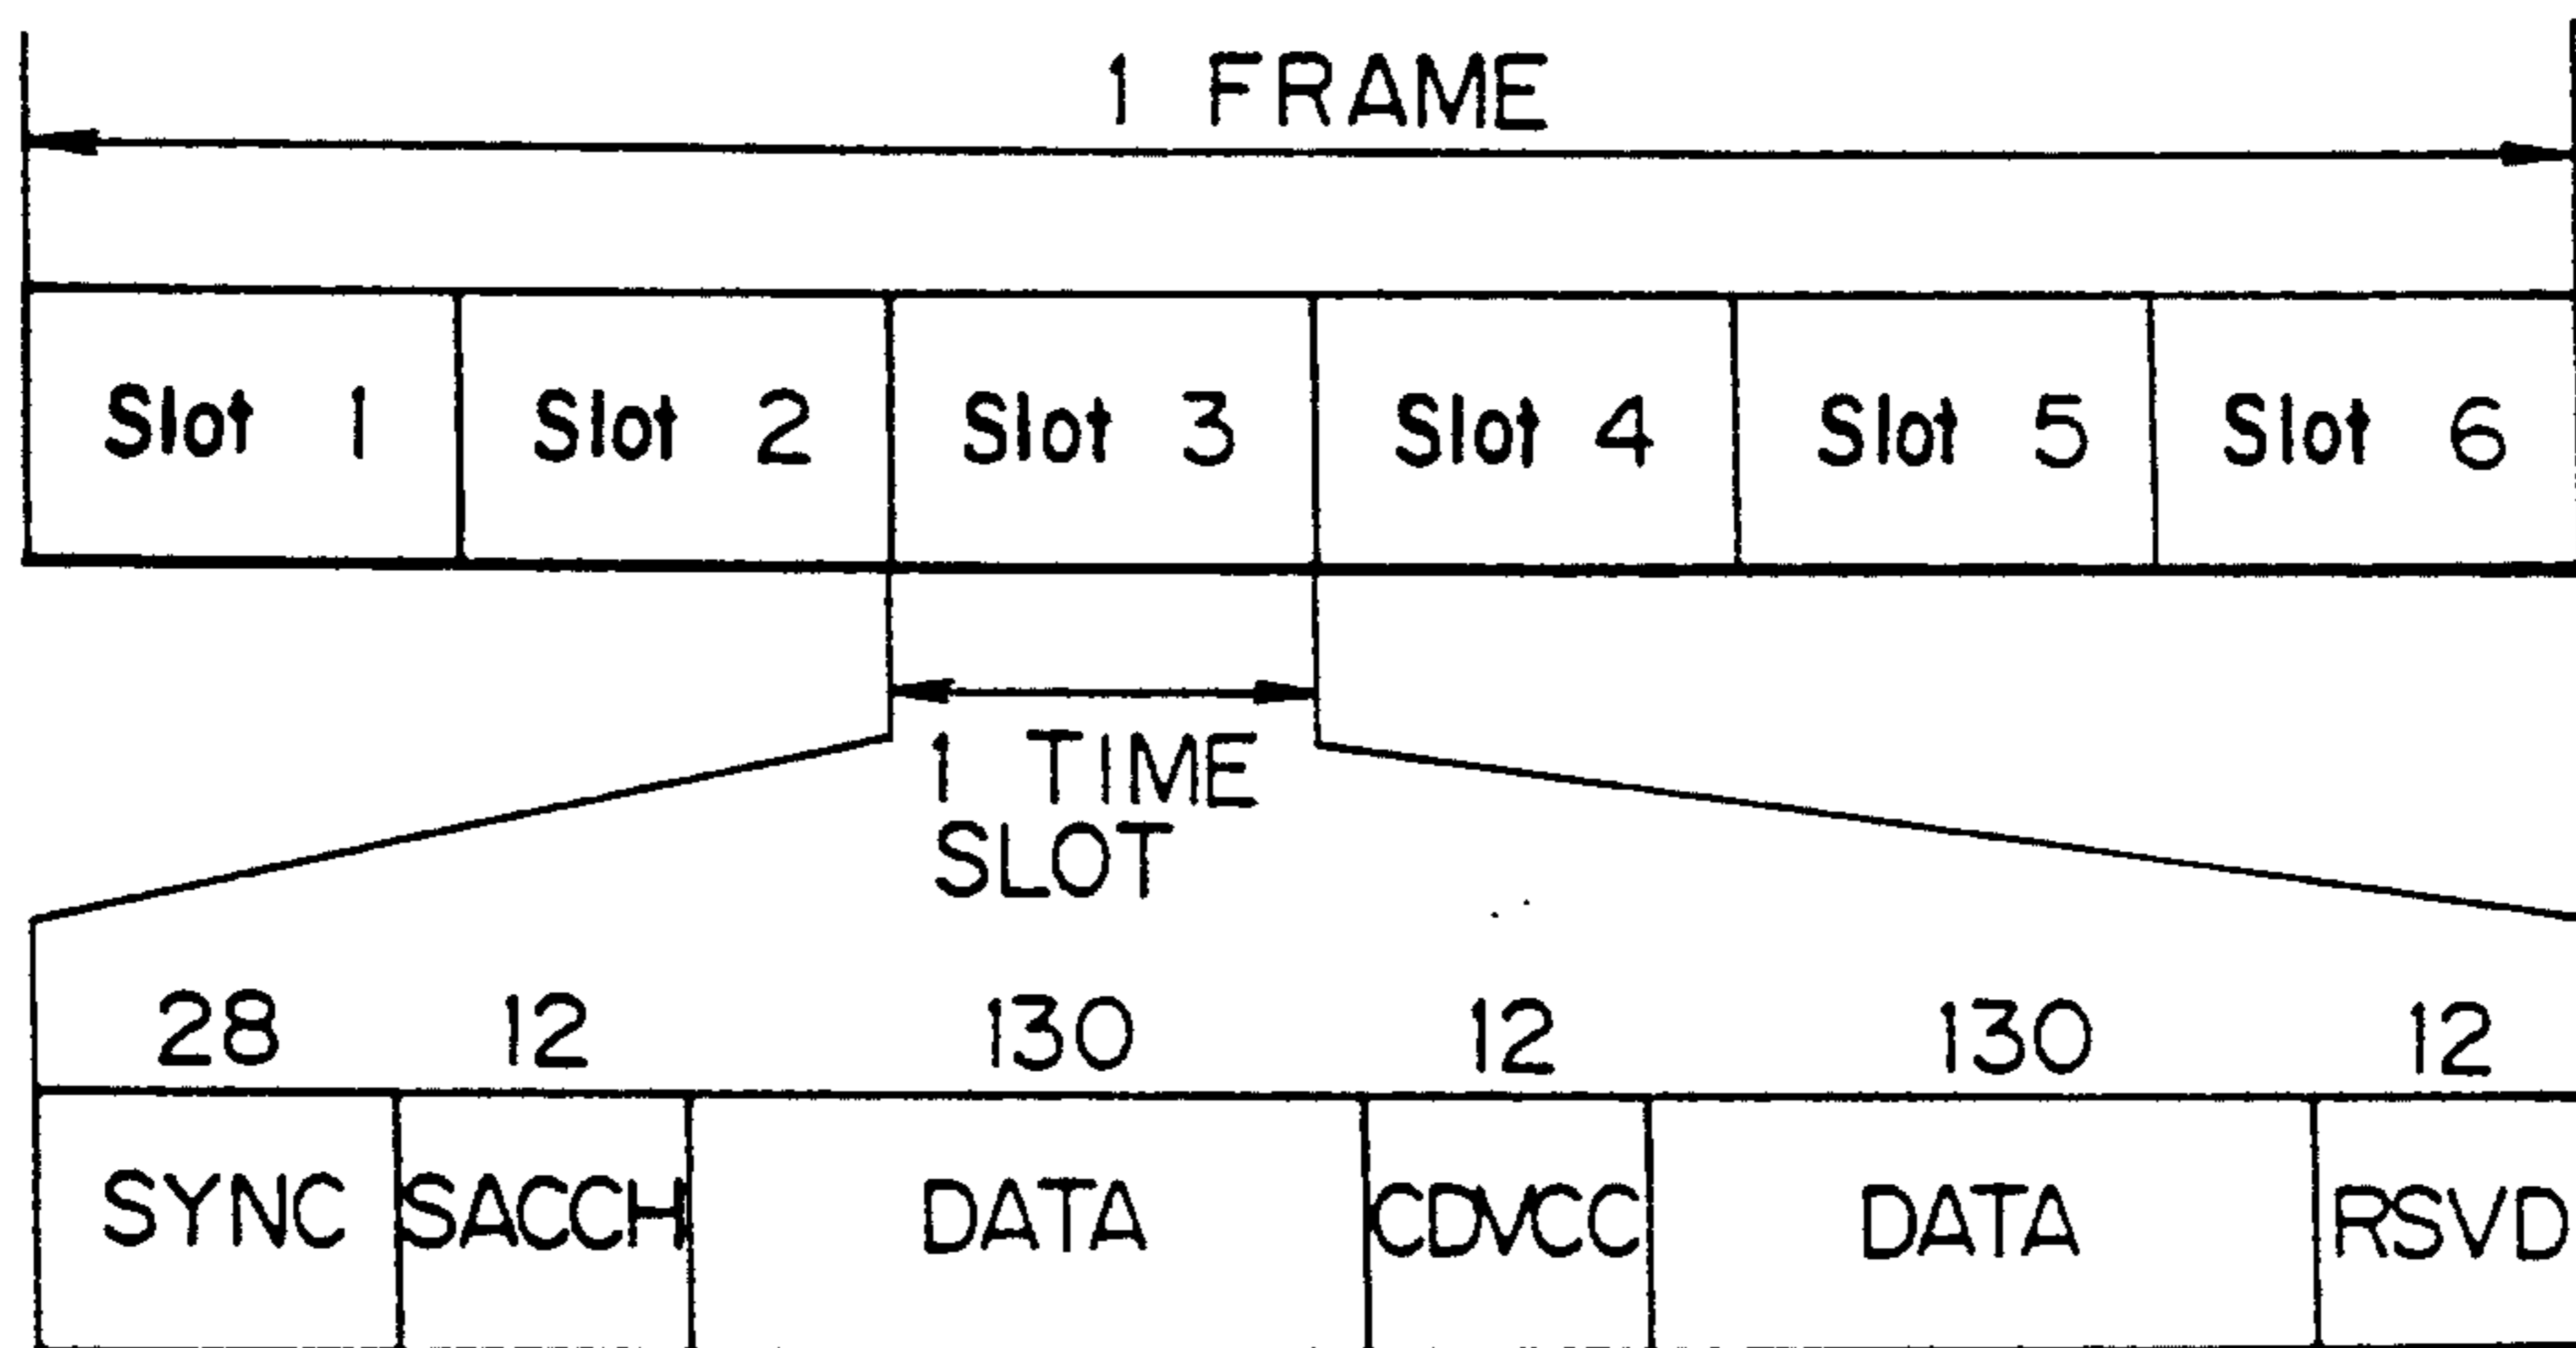 1 FRAME
Slot 1 Slot 2 Slot 3 Slot 4 Slot 5 Slot 6
1 TIME
SLOT
28 12 130 12 130 12
SYNC SACCH DATA CDVCC DATA RSVD